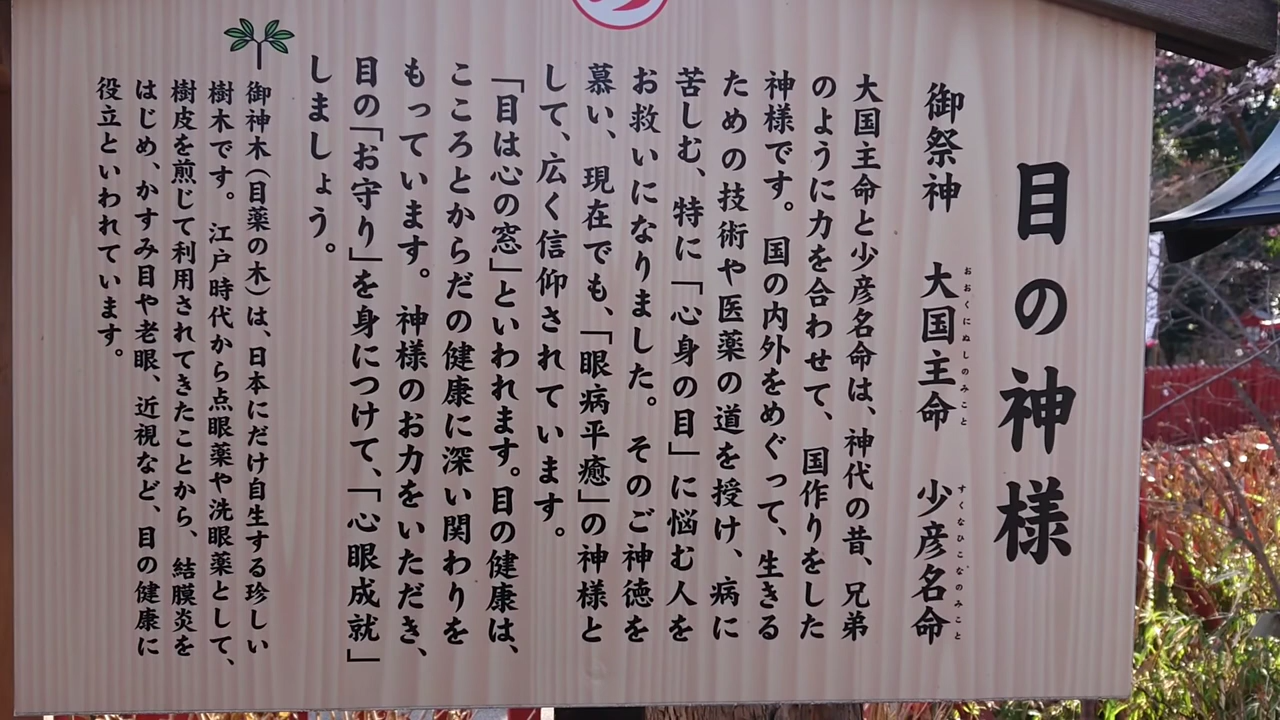 目の神様
御祭神 大国主命 少彦名命
おおくにぬしのみこと すくなひこなのみこと
大国主命と少彦名命は、神代の昔、兄弟
のように力を合わせて、国作りをした
神様です。国の内外をめぐって、生きる
ための技術や医薬の道を授け、病に
苦しむ、特に「心身の目」に悩む人を
お救いになりました。そのご神徳を
慕い、現在でも、「眼病平癒」の神様と
して、広く信仰されています。
「目は心の窓」といわれます。目の健康は、
こころとからだの健康に深い関わりを
もっています。神様のお力をいただき、
目の「お守り」を身につけて、「心眼成就」
しましょう。
御神木(目薬の木)は、日本にだけ自生する珍しい
樹木です。江戸時代から点眼薬や洗眼薬として、
樹皮を煎じて利用されてきたことから、結膜炎を
はじめ、かすみ目や老眼、近視など、目の健康に
役立といわれています。